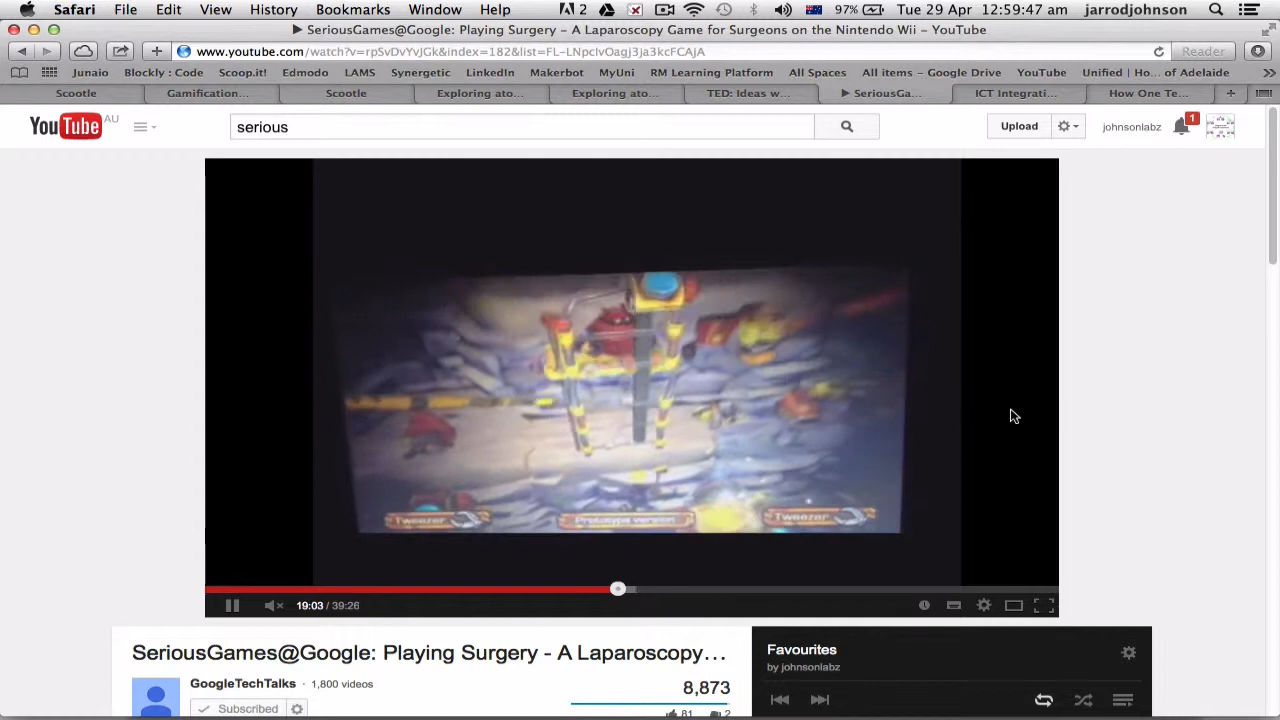 Safari File Edit View History Bookmarks Window Help 2 97% Tue 29 Apr 12:59:47 am jarrodjohnson
SeriousGames@Google: Playing Surgery - A Laparoscopy Game for Surgeons on the Nintendo Wii - YouTube
www.youtube.com/watch?v=rpSvDvYvJGk&index=182&list=FL-LNpcIvOagj3ja3kcFCAjA Reader
Junaio Blockly : Code Scoop.it! Edmodo LAMS Synergetic LinkedIn Makerbot MyUni RM Learning Platform All Spaces All items - Google Drive YouTube Unified | Ho... of Adelaide
Scootle Gamification... Scootle Exploring ato... Exploring ato... TED: Ideas w... SeriousGa... ICT Integrati... How One Te...
YouTube AU serious Upload johnsonlabz 1
Tweezer Prototype version Tweezer
19:03 / 39:26
SeriousGames@Google: Playing Surgery - A Laparoscopy...
Favourites
by johnsonlabz
GoogleTechTalks · 1,800 videos
8,873
Subscribed
81 2